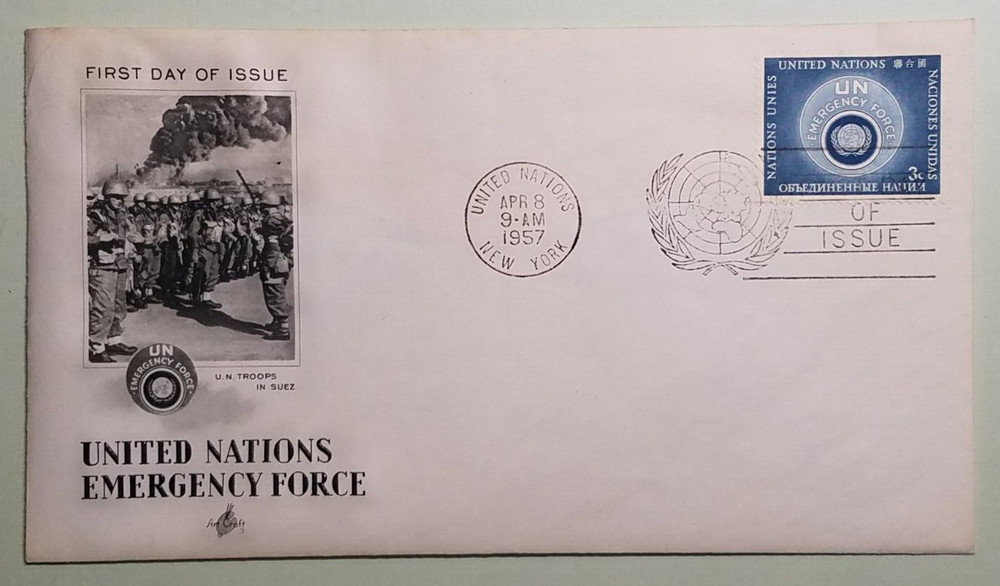 FIRST DAY OF ISSUE
UN
EMERGENCY FORCE
U.N. TROOPS
IN SUEZ
UNITED NATIONS
EMERGENCY FORCE
Art Craft
UNITED NATIONS
APR 8
9-AM
1957
NEW YORK
UNITED NATIONS 聯合國
NATIONS UNIES
NACIONES UNIDAS
UN
EMERGENCY FORCE
3c
ОБЪЕДИНЕННЫЕ НАЦИИ
OF
ISSUE